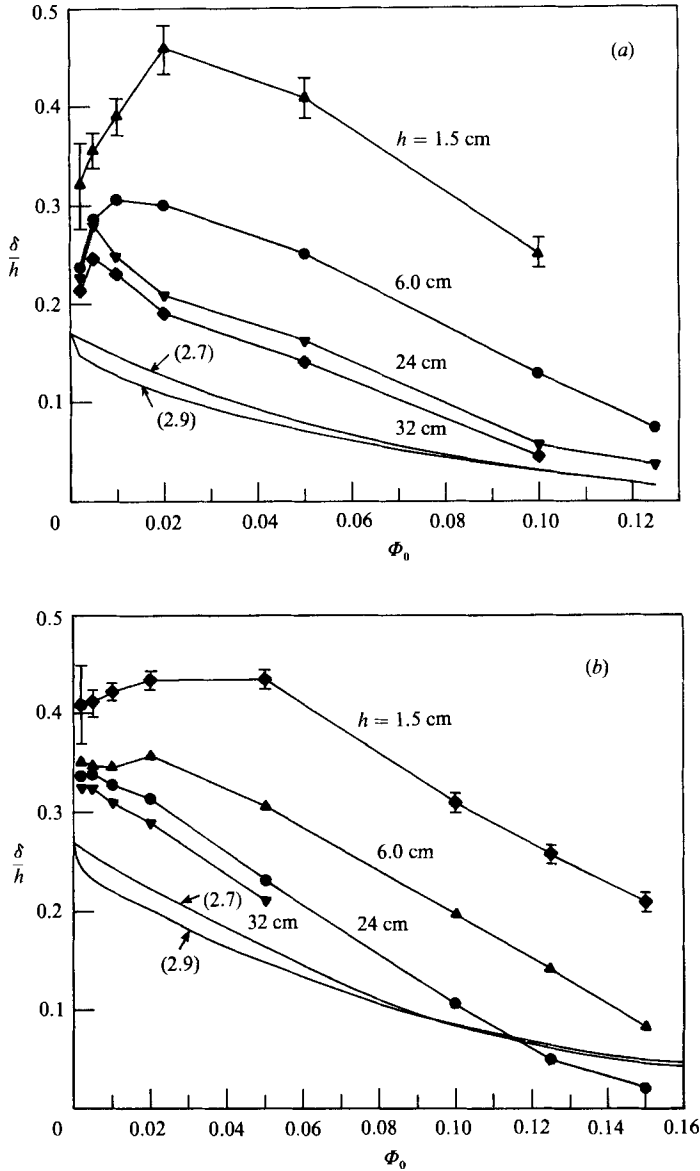 0.5
(a)
0.4
h = 1.5 cm
0.3
δ
h
6.0 cm
0.2
(2.7)
24 cm
0.1
(2.9)
32 cm
0 0.02 0.04 0.06 0.08 0.10 0.12
Φ₀
0.5
(b)
0.4
h = 1.5 cm
0.3
δ
h
6.0 cm
0.2
(2.7)
32 cm 24 cm
(2.9)
0.1
0 0.02 0.04 0.06 0.08 0.10 0.12 0.14 0.16
Φ₀